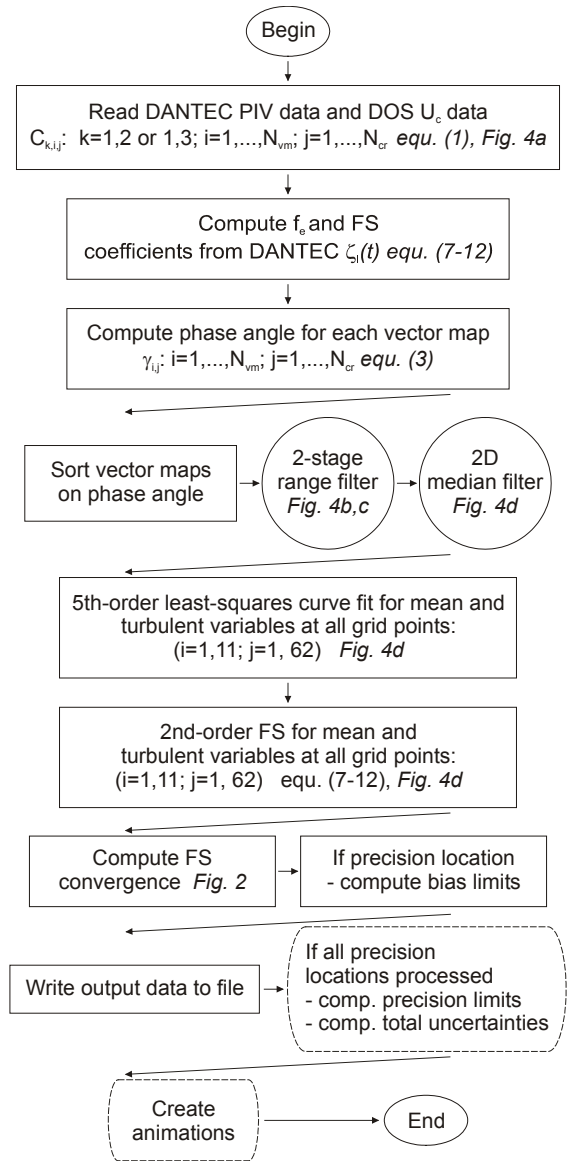 Begin
Read DANTEC PIV data and DOS U_c data
C_k,i,j: k=1,2 or 1,3; i=1,...,N_vm; j=1,...,N_cr equ. (1), Fig. 4a
Compute f_e and FS
coefficients from DANTEC ζ_I(t) equ. (7-12)
Compute phase angle for each vector map
γ_i,j: i=1,...,N_vm; j=1,...,N_cr equ. (3)
Sort vector maps
on phase angle
2-stage
range filter
Fig. 4b,c
2D
median filter
Fig. 4d
5th-order least-squares curve fit for mean and
turbulent variables at all grid points:
(i=1,11; j=1, 62) Fig. 4d
2nd-order FS for mean and
turbulent variables at all grid points:
(i=1,11; j=1, 62) equ. (7-12), Fig. 4d
Compute FS
convergence Fig. 2
If precision location
- compute bias limits
Write output data to file
If all precision
locations processed
- comp. precision limits
- comp. total uncertainties
Create
animations
End